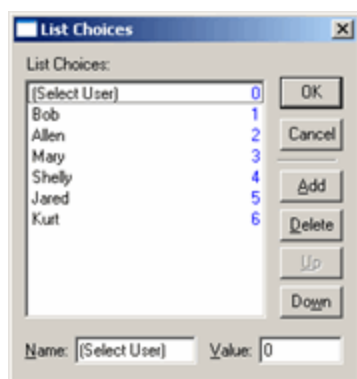 List Choices
List Choices:
(Select User) 0
Bob 1
Allen 2
Mary 3
Shelly 4
Jared 5
Kurt 6
OK
Cancel
Add
Delete
Up
Down
Name: (Select User) Value: 0